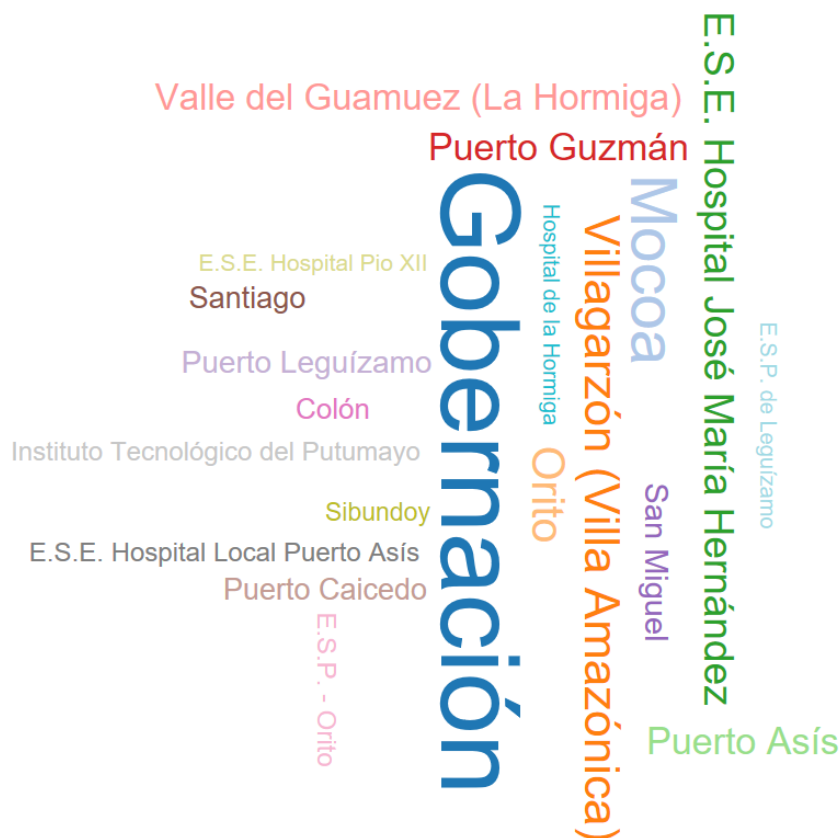 E.S.E. Hospital José María Hernández
Valle del Guamuez (La Hormiga)
Puerto Guzmán
Gobernación
Mocoa
Hospital de la Hormiga
Villagarzón (Villa Amazónica)
E.S.E. Hospital Pio XII
Santiago
E.S.P. de Leguízamo
Puerto Leguízamo
Colón
Instituto Tecnológico del Putumayo
Orito
San Miguel
Sibundoy
E.S.E. Hospital Local Puerto Asís
Puerto Caicedo
E.S.P. - Orito
Puerto Asís